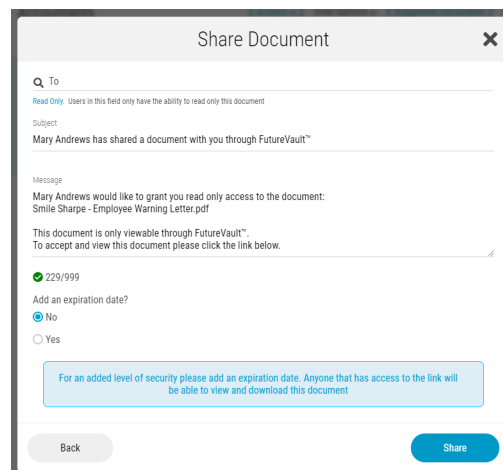 Share Document
To
Read Only. Users in this field only have the ability to read only this document
Subject
Mary Andrews has shared a document with you through FutureVault™
Message
Mary Andrews would like to grant you read only access to the document:
Smile Sharpe - Employee Warning Letter.pdf
This document is only viewable through FutureVault™.
To accept and view this document please click the link below.
229/999
Add an expiration date?
No
Yes
For an added level of security please add an expiration date. Anyone that has access to the link will
be able to view and download this document
Back
Share